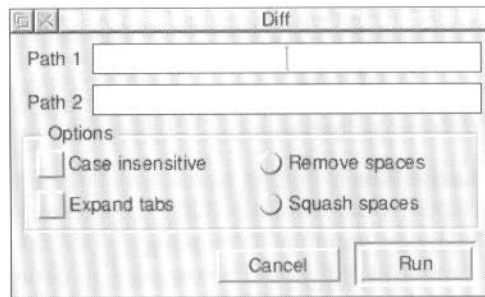 Diff
Path 1
Path 2
Options
Case insensitive Remove spaces
Expand tabs Squash spaces
Cancel Run